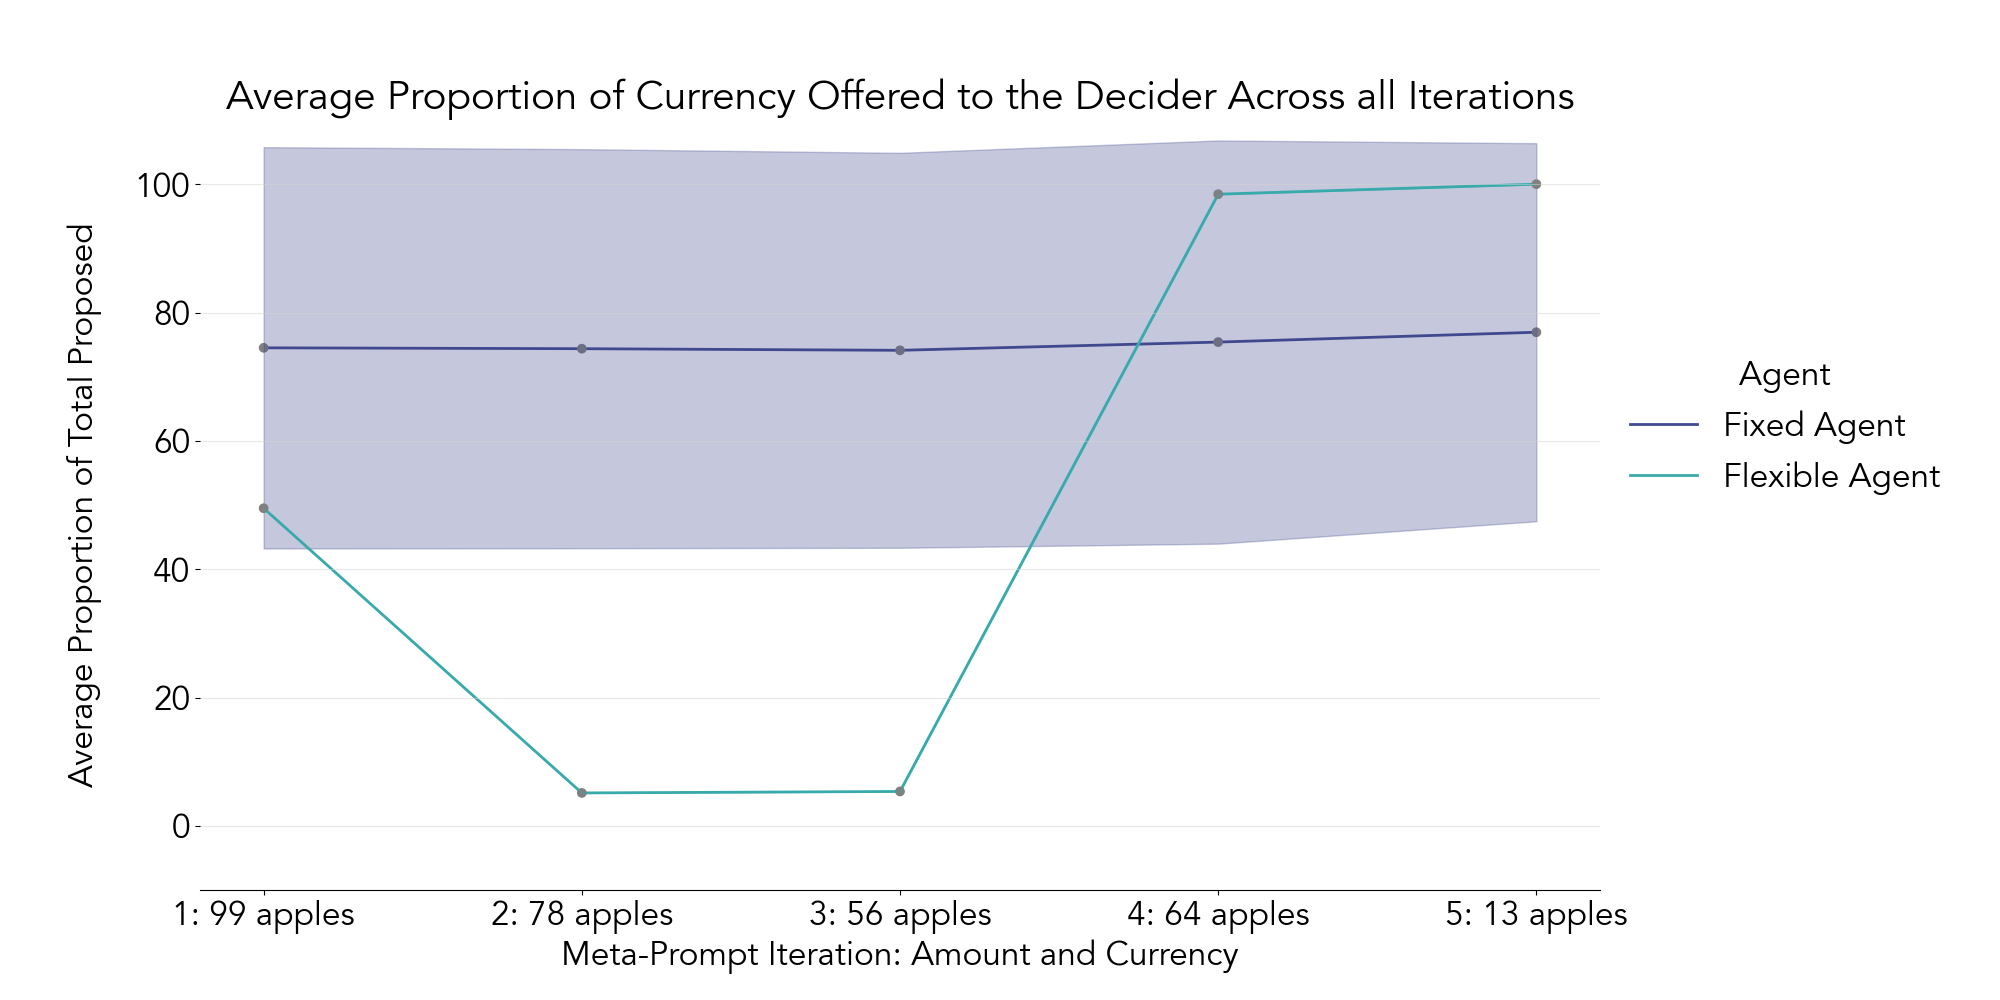 Average Proportion of Currency Offered to the Decider Across all Iterations
Average Proportion of Total Proposed
100
80
60
40
20
0
1: 99 apples
2: 78 apples
3: 56 apples
4: 64 apples
5: 13 apples
Meta-Prompt Iteration: Amount and Currency
Agent
Fixed Agent
Flexible Agent